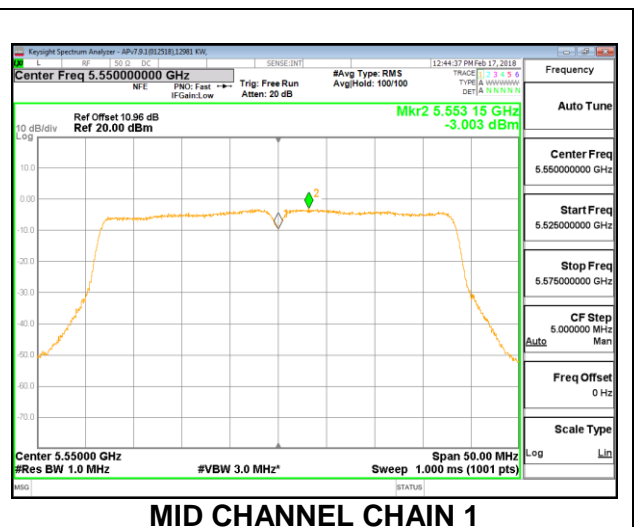 Keysight Spectrum Analyzer - APv7.9.1(012518),12981 KW,
L RF 50 Ω DC SENSE:INT 12:44:37 PM Feb 17, 2018
Center Freq 5.550000000 GHz #Avg Type: RMS TRACE 1 2 3 4 5 6
NFE PNO: Fast Trig: Free Run Avg|Hold: 100/100 TYPE A WWWWW
IFGain:Low Atten: 20 dB DET A N N N N N
Ref Offset 10.96 dB Mkr2 5.553 15 GHz
10 dB/div Ref 20.00 dBm -3.003 dBm
Log
10.0
0.00
2
-10.0
-20.0
-30.0
-40.0
-50.0
-60.0
-70.0
Center 5.55000 GHz Span 50.00 MHz
#Res BW 1.0 MHz #VBW 3.0 MHz* Sweep 1.000 ms (1001 pts)
MSG STATUS
Frequency
Auto Tune
Center Freq
5.550000000 GHz
Start Freq
5.525000000 GHz
Stop Freq
5.575000000 GHz
CF Step
5.000000 MHz
Auto Man
Freq Offset
0 Hz
Scale Type
Log Lin
MID CHANNEL CHAIN 1